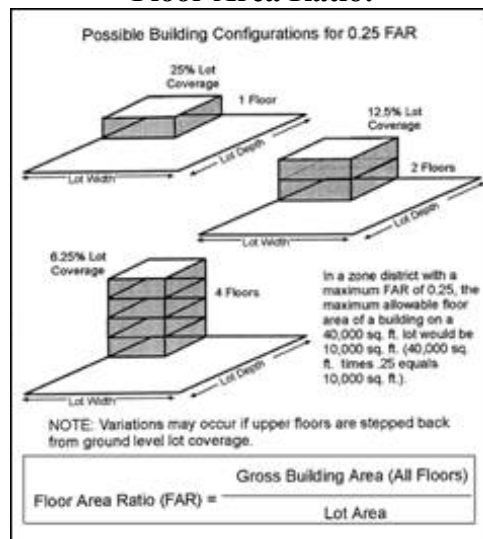 Floor Area Ratio:
Possible Building Configurations for 0.25 FAR
25% Lot
Coverage
1 Floor
Lot Width
Lot Depth
12.5% Lot
Coverage
2 Floors
Lot Width
Lot Depth
6.25% Lot
Coverage
4 Floors
Lot Width
Lot Depth
In a zone district with a
maximum FAR of 0.25, the
maximum allowable floor
area of a building on a
40,000 sq. ft. lot would be
10,000 sq. ft. (40,000 sq.
ft. times .25 equals
10,000 sq. ft.).
NOTE: Variations may occur if upper floors are stepped back
from ground level lot coverage.
Floor Area Ratio (FAR) =
Gross Building Area (All Floors)
Lot Area